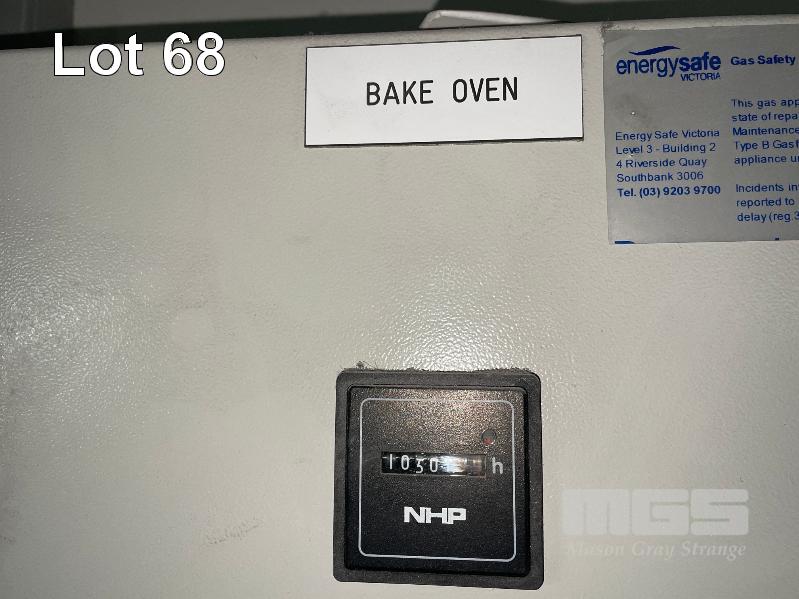 Lot 68
BAKE OVEN
energysafe
VICTORIA
Gas Safety
Energy Safe Victoria
Level 3 - Building 2
4 Riverside Quay
Southbank 3006
Tel. (03) 9203 9700
This gas app
state of repa
Maintenance
Type B Gas f
appliance u
Incidents in
reported to
delay (reg.3
h
NHP
MGS
Mason Gray Strange